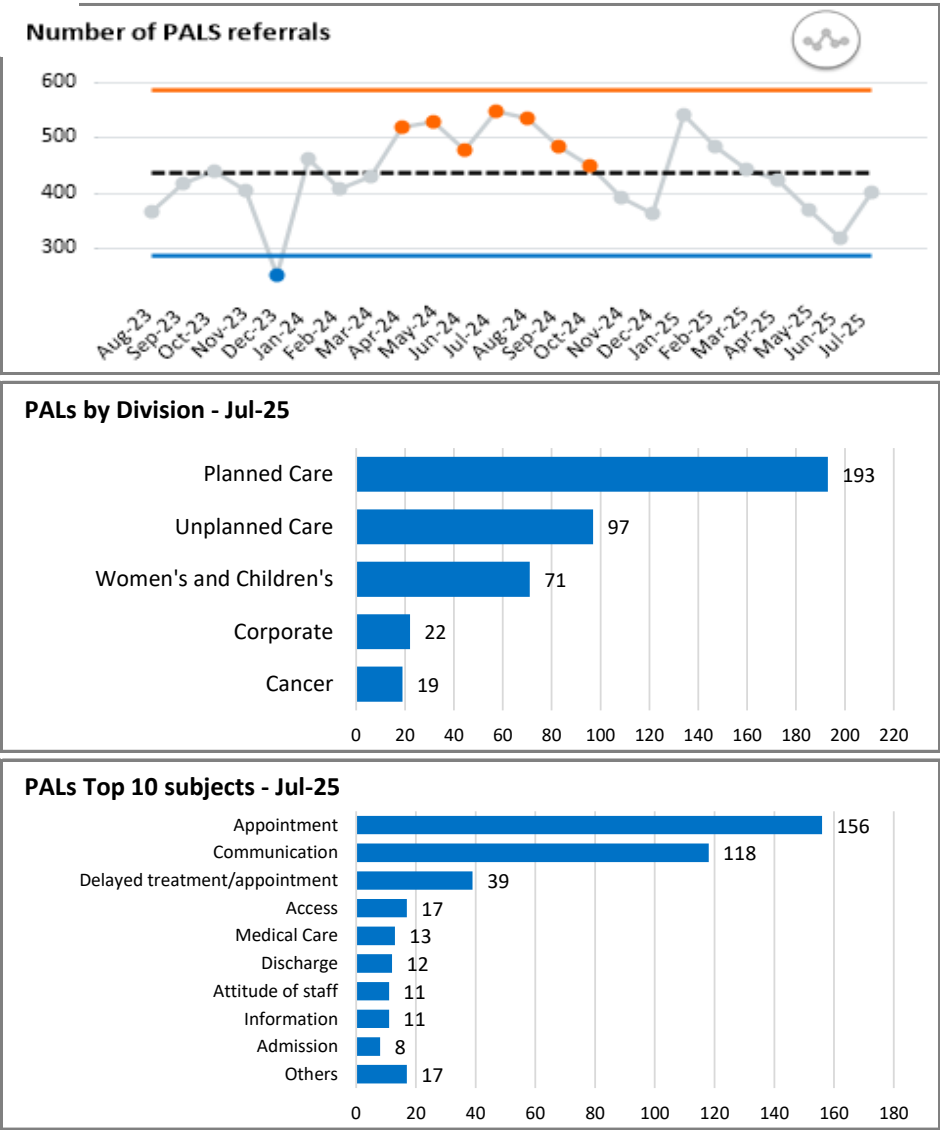 Number of PALS referrals
600
500
400
300
Aug-23
Sep-23
Oct-23
Nov-23
Dec-23
Jan-24
Feb-24
Mar-24
Apr-24
May-24
Jun-24
Jul-24
Aug-24
Sep-24
Oct-24
Nov-24
Dec-24
Jan-25
Feb-25
Mar-25
Apr-25
May-25
Jun-25
Jul-25
PALs by Division - Jul-25
Planned Care 193
Unplanned Care 97
Women's and Children's 71
Corporate 22
Cancer 19
0 20 40 60 80 100 120 140 160 180 200 220
PALs Top 10 subjects - Jul-25
Appointment 156
Communication 118
Delayed treatment/appointment 39
Access 17
Medical Care 13
Discharge 12
Attitude of staff 11
Information 11
Admission 8
Others 17
0 20 40 60 80 100 120 140 160 180